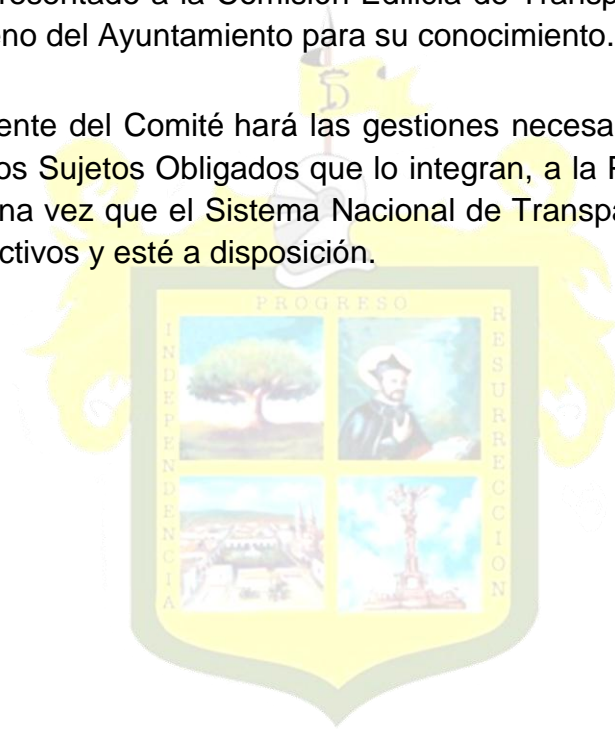 resentado a la Comisión Edilicia de Transp
eno del Ayuntamiento para su conocimiento.
ente del Comité hará las gestiones necesa
os Sujetos Obligados que lo integran, a la P
na vez que el Sistema Nacional de Transpa
ctivos y esté a disposición.
PROGRESO
INDEPENDENCIA
RESURRECCION